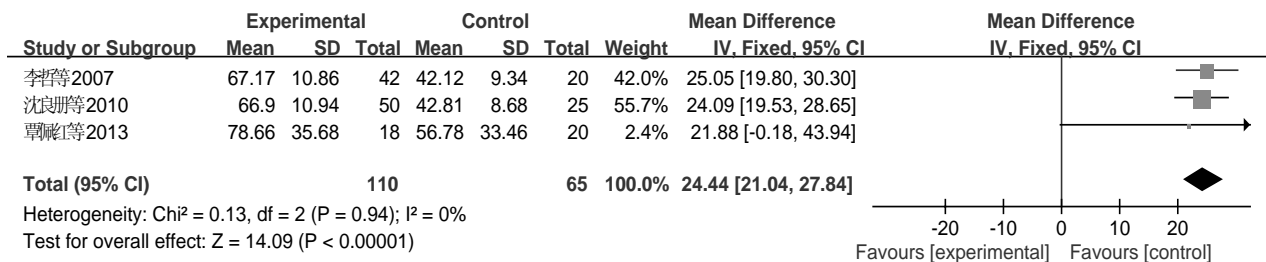 Experimental Control Mean Difference Mean Difference
Study or Subgroup Mean SD Total Mean SD Total Weight IV, Fixed, 95% CI IV, Fixed, 95% CI
李哲等2007 67.17 10.86 42 42.12 9.34 20 42.0% 25.05 [19.80, 30.30]
沈良册等2010 66.9 10.94 50 42.81 8.68 25 55.7% 24.09 [19.53, 28.65]
覃佩红等2013 78.66 35.68 18 56.78 33.46 20 2.4% 21.88 [-0.18, 43.94]
Total (95% CI) 110 65 100.0% 24.44 [21.04, 27.84]
Heterogeneity: Chi² = 0.13, df = 2 (P = 0.94); I² = 0%
Test for overall effect: Z = 14.09 (P < 0.00001)
-20 -10 0 10 20
Favours [experimental] Favours [control]